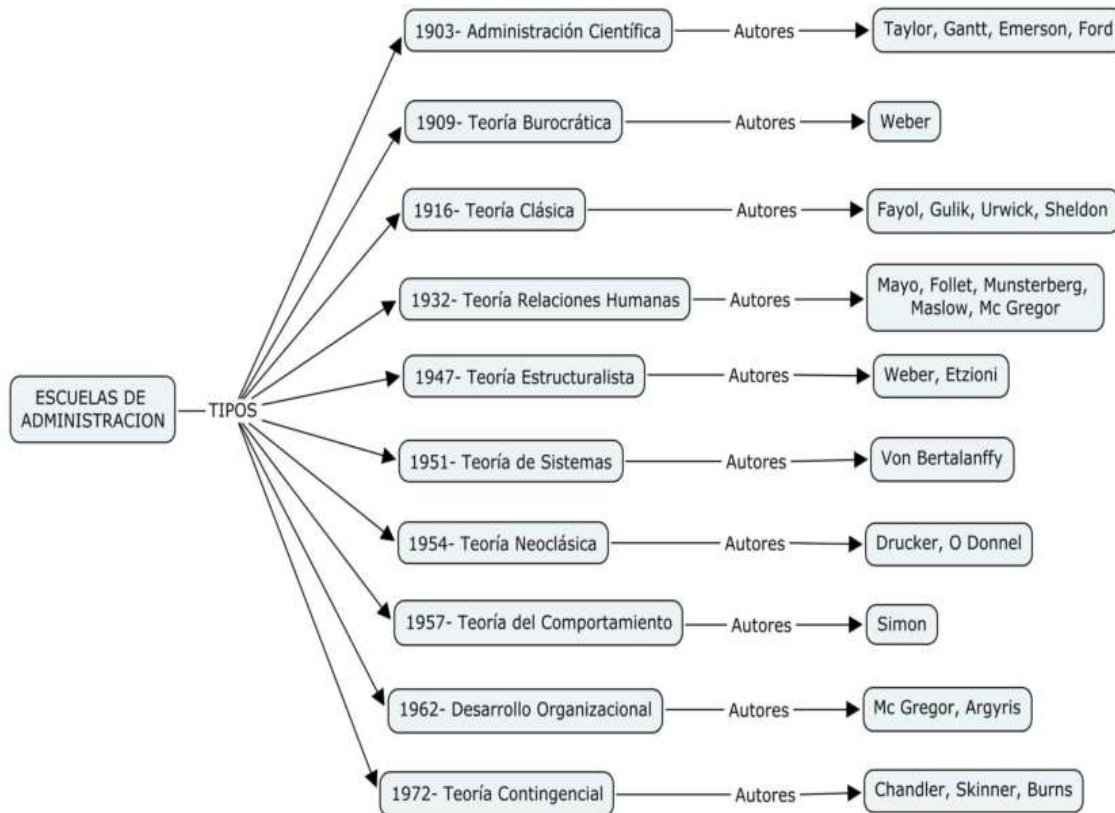 ESCUELAS DE
ADMINISTRACION
TIPOS
1903- Administración Científica
Autores
Taylor, Gantt, Emerson, Ford
1909- Teoría Burocrática
Autores
Weber
1916- Teoría Clásica
Autores
Fayol, Gulik, Urwick, Sheldon
1932- Teoría Relaciones Humanas
Autores
Mayo, Follet, Munsterberg,
Maslow, Mc Gregor
1947- Teoría Estructuralista
Autores
Weber, Etzioni
1951- Teoría de Sistemas
Autores
Von Bertalanffy
1954- Teoría Neoclásica
Autores
Drucker, O Donnel
1957- Teoría del Comportamiento
Autores
Simon
1962- Desarrollo Organizacional
Autores
Mc Gregor, Argyris
1972- Teoría Contingencial
Autores
Chandler, Skinner, Burns